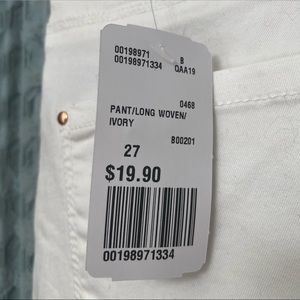 00198971 B
00198971334 QAA19
0468
PANT/LONG WOVEN/
IVORY
800201
27
$19.90
00198971334